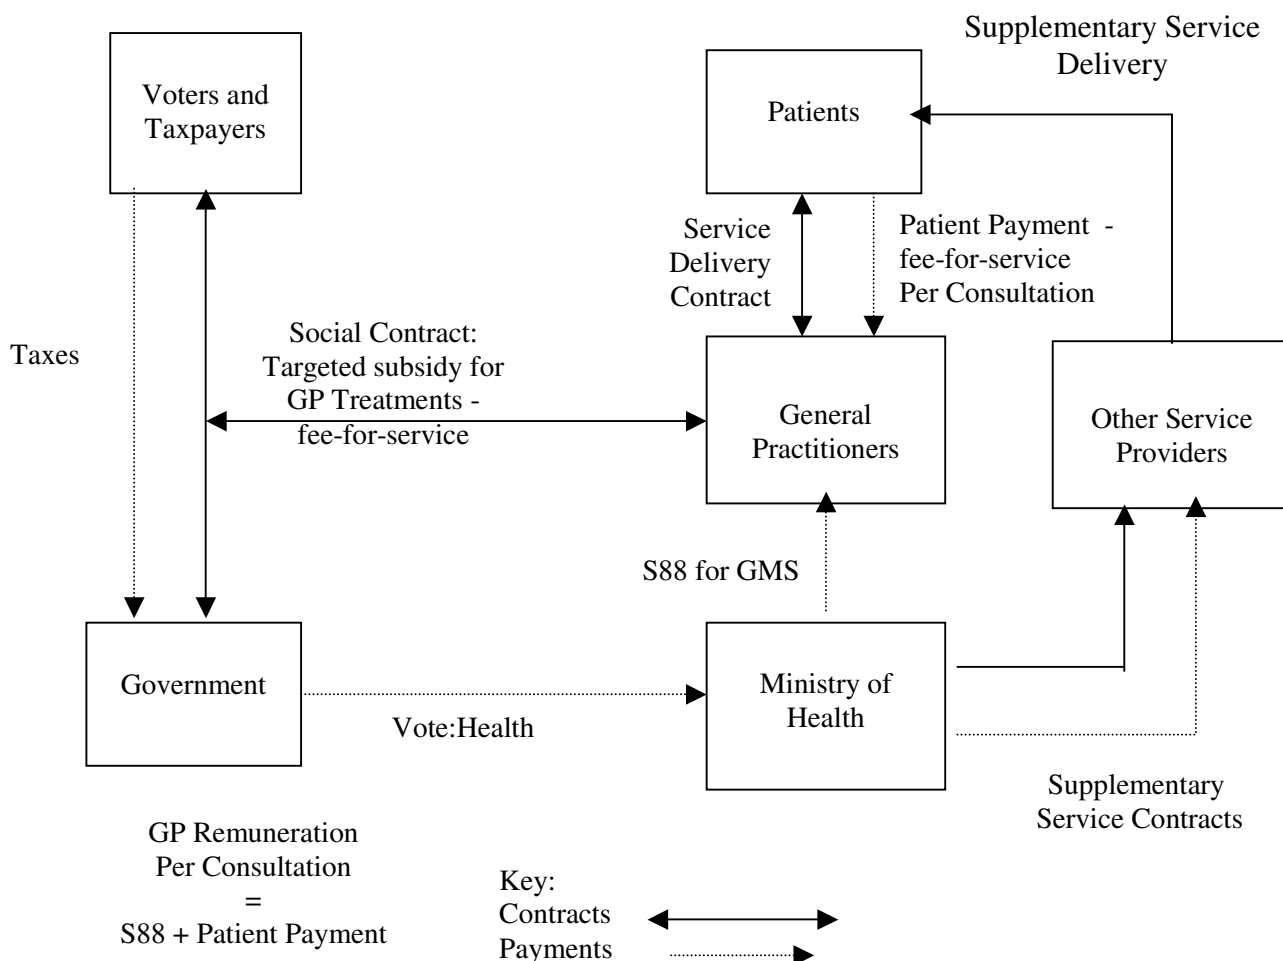 Supplementary Service
Delivery
Voters and
Taxpayers
Patients
Service
Delivery
Contract
Patient Payment -
fee-for-service
Per Consultation
Taxes
Social Contract:
Targeted subsidy for
GP Treatments -
fee-for-service
General
Practitioners
Other Service
Providers
S88 for GMS
Government
Ministry of
Health
Vote:Health
Supplementary
Service Contracts
GP Remuneration
Per Consultation
=
S88 + Patient Payment
Key:
Contracts
Payments